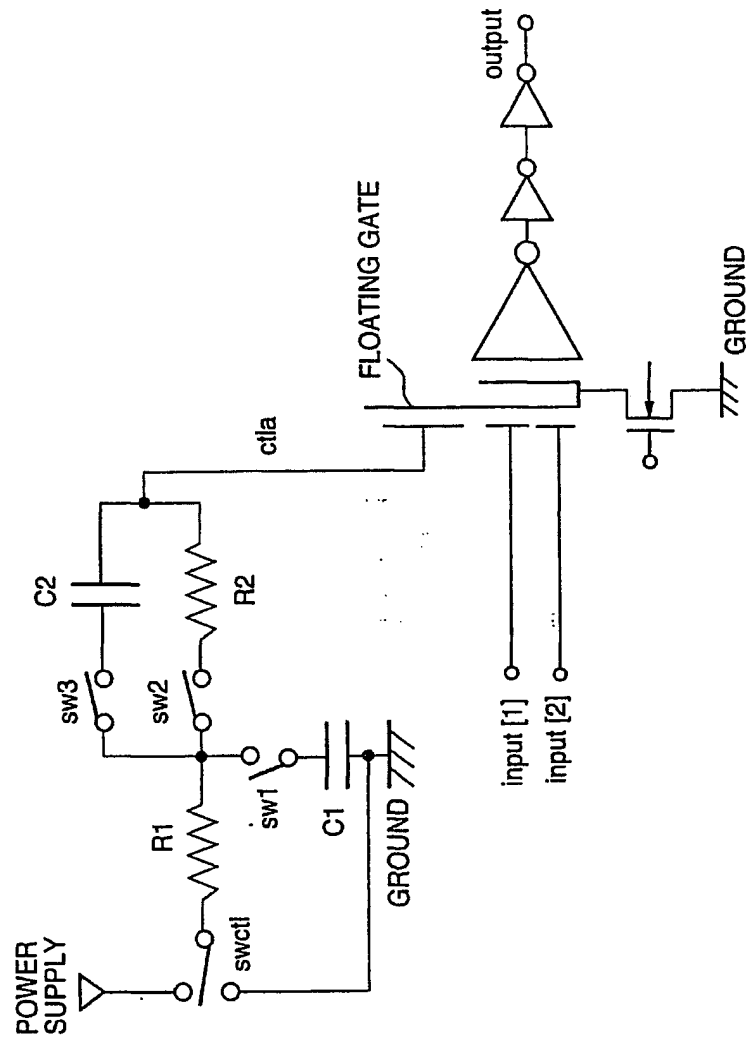 POWER
SUPPLY
swctl
R1
sw1
C1
GROUND
sw3
sw2
C2
R2
ctla
FLOATING GATE
input [1]
input [2]
output
GROUND